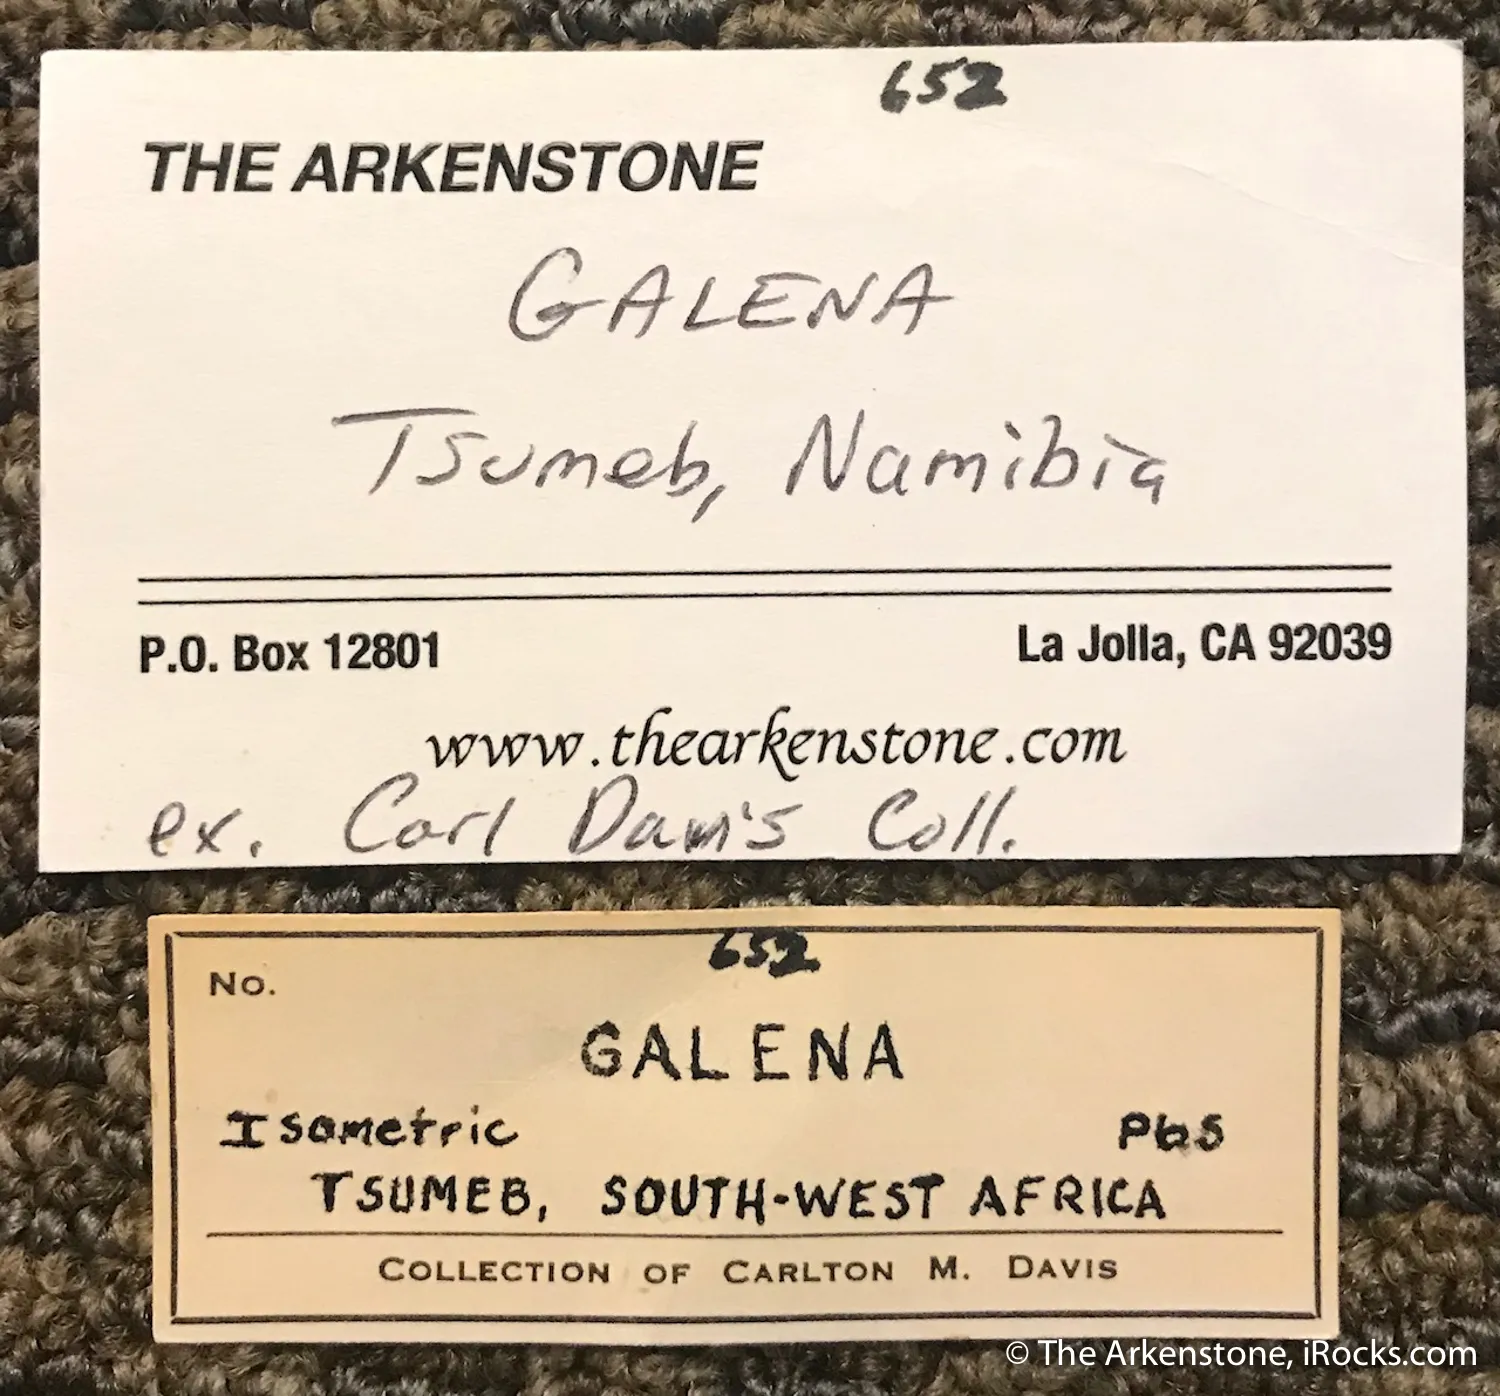 652
THE ARKENSTONE
GALENA
Tsumeb, Namibia
P.O. Box 12801 La Jolla, CA 92039
www.thearkenstone.com
ex. Carl Dam's Coll.
652
No.
GALENA
Isometric PbS
TSUMEB, SOUTH-WEST AFRICA
COLLECTION OF CARLTON M. DAVIS
© The Arkenstone, iRocks.com